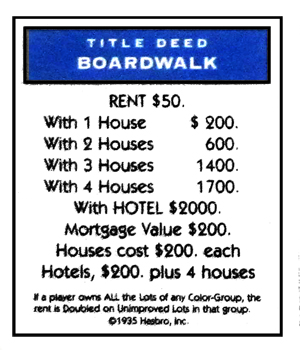 TITLE DEED
BOARDWALK
RENT $50.
With 1 House $ 200.
With 2 Houses 600.
With 3 Houses 1400.
With 4 Houses 1700.
With HOTEL $2000.
Mortgage Value $200.
Houses cost $200. each
Hotels, $200. plus 4 houses
If a player owns ALL the Lots of any Color-Group, the
rent is Doubled on Unimproved Lots in that group.
©1935 Hasbro, Inc.